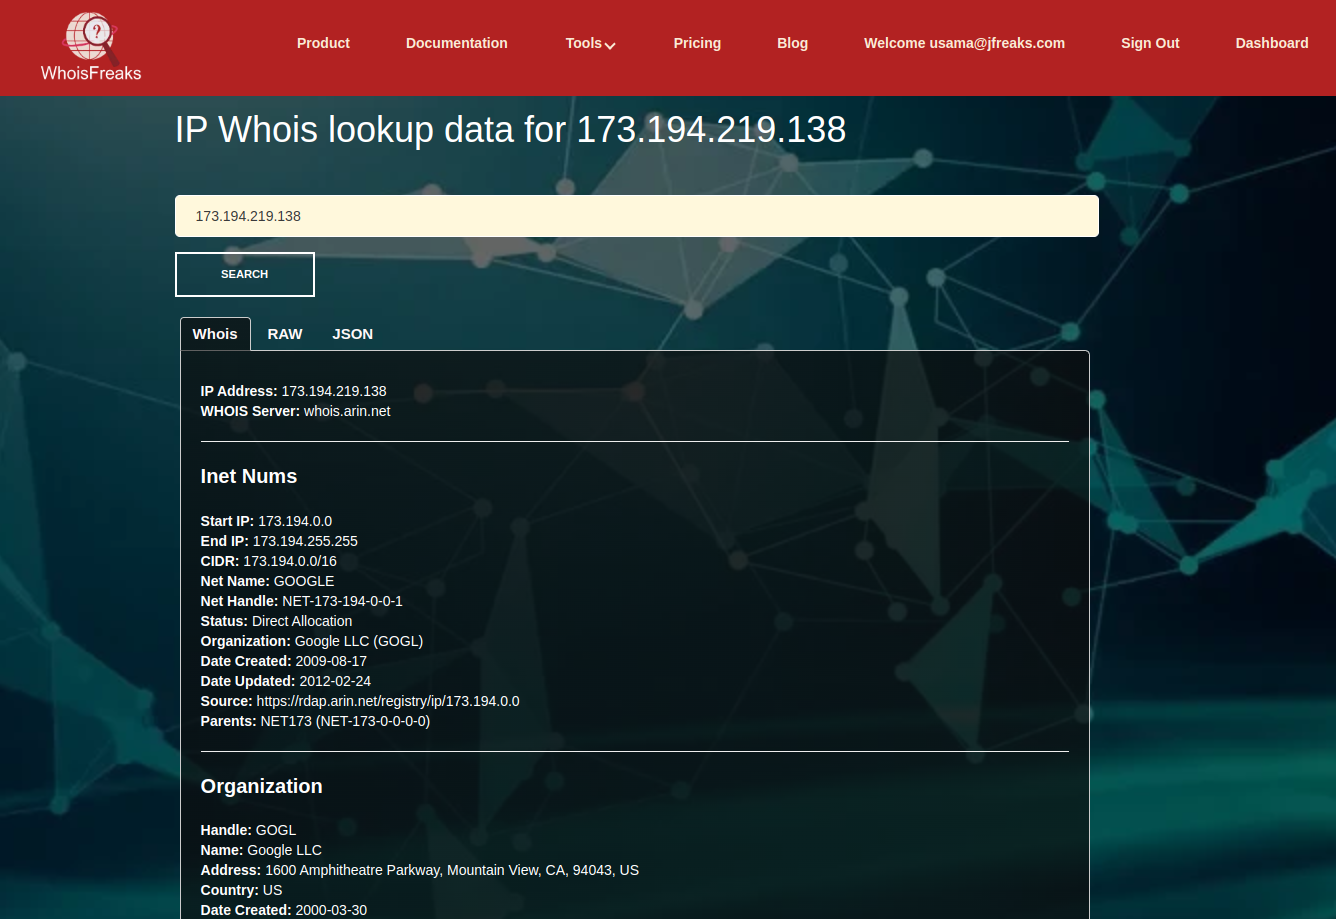 WhoisFreaks
Product Documentation Tools Pricing Blog Welcome usama@jfreaks.com Sign Out Dashboard
IP Whois lookup data for 173.194.219.138
173.194.219.138
SEARCH
Whois RAW JSON
IP Address: 173.194.219.138
WHOIS Server: whois.arin.net
Inet Nums
Start IP: 173.194.0.0
End IP: 173.194.255.255
CIDR: 173.194.0.0/16
Net Name: GOOGLE
Net Handle: NET-173-194-0-0-1
Status: Direct Allocation
Organization: Google LLC (GOGL)
Date Created: 2009-08-17
Date Updated: 2012-02-24
Source: https://rdap.arin.net/registry/ip/173.194.0.0
Parents: NET173 (NET-173-0-0-0-0)
Organization
Handle: GOGL
Name: Google LLC
Address: 1600 Amphitheatre Parkway, Mountain View, CA, 94043, US
Country: US
Date Created: 2000-03-30